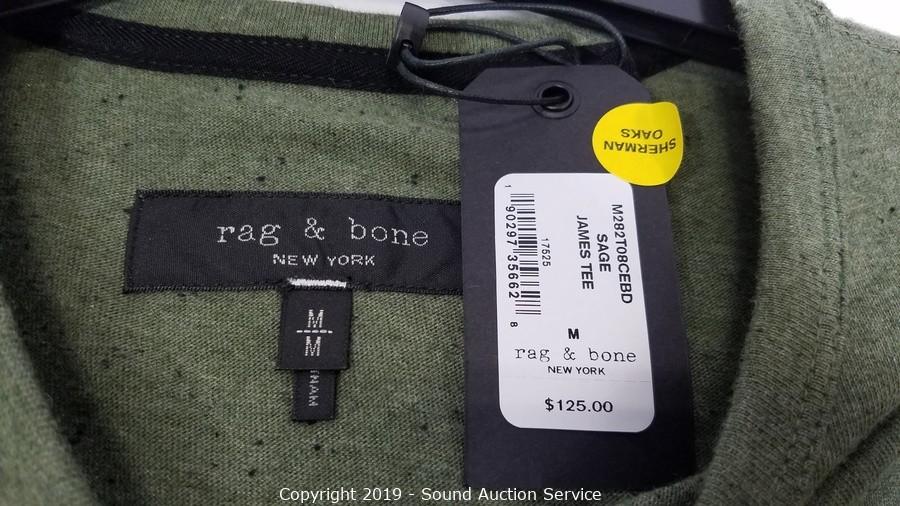 rag & bone
NEW YORK
M
M
NAM
SHERMAN
OAKS
M282T08CEBD
SAGE
JAMES TEE
17525
1 90297 35662 8
M
rag & bone
NEW YORK
$125.00
Copyright 2019 - Sound Auction Service